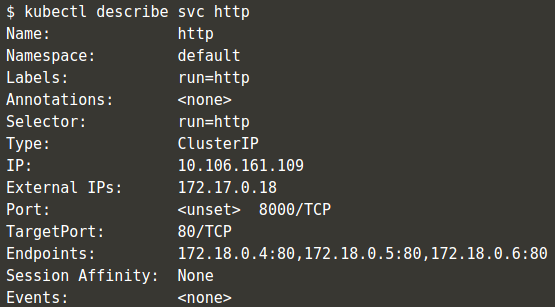 $ kubectl describe svc http
Name: http
Namespace: default
Labels: run=http
Annotations: <none>
Selector: run=http
Type: ClusterIP
IP: 10.106.161.109
External IPs: 172.17.0.18
Port: <unset> 8000/TCP
TargetPort: 80/TCP
Endpoints: 172.18.0.4:80,172.18.0.5:80,172.18.0.6:80
Session Affinity: None
Events: <none>